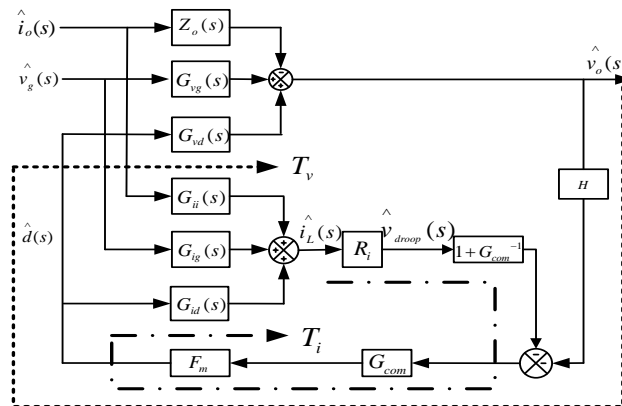 î_o(s)
Z_o(s)
v̂_g(s)
G_vg(s)
v̂_o(s)
G_vd(s)
T_v
H
G_ii(s)
d̂(s)
î_L(s)
v̂_droop(s)
G_ig(s)
R_i
1+G_com⁻¹
G_id(s)
T_i
F_m
G_com